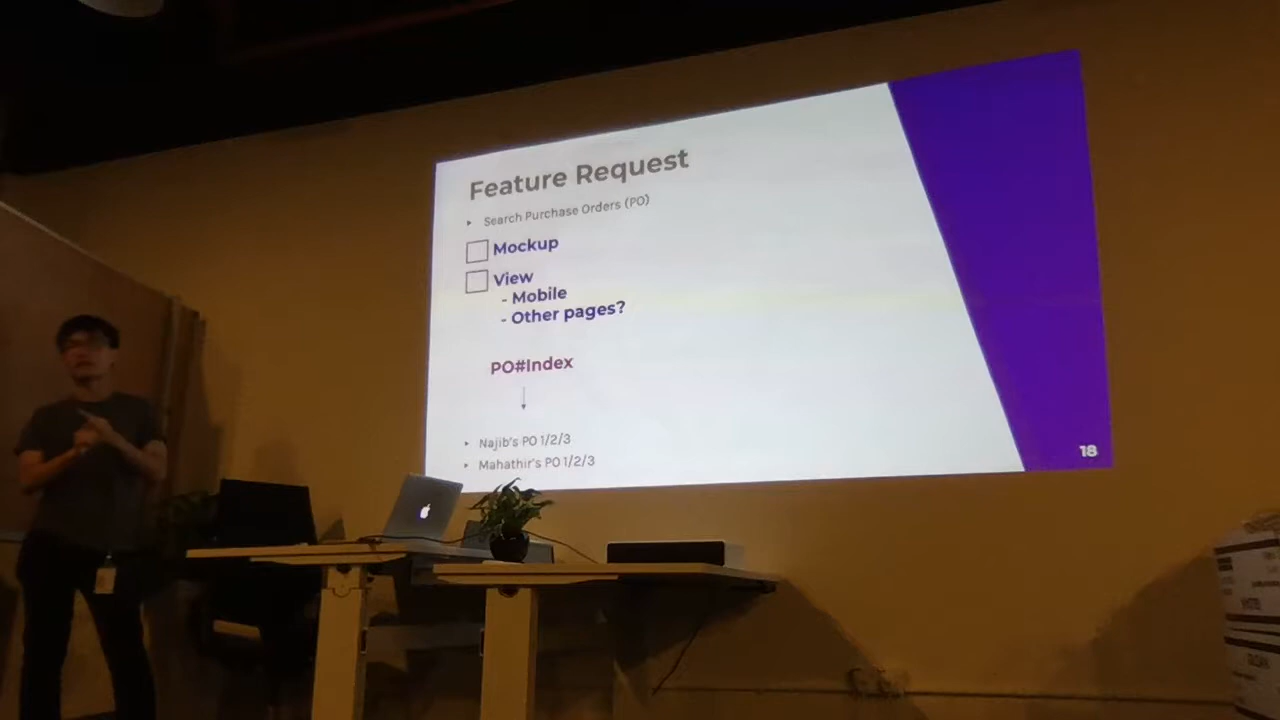 Feature Request
▸ Search Purchase Orders (PO)
Mockup
View
- Mobile
- Other pages?
PO#Index
▸ Najib's PO 1/2/3
▸ Mahathir's PO 1/2/3
18